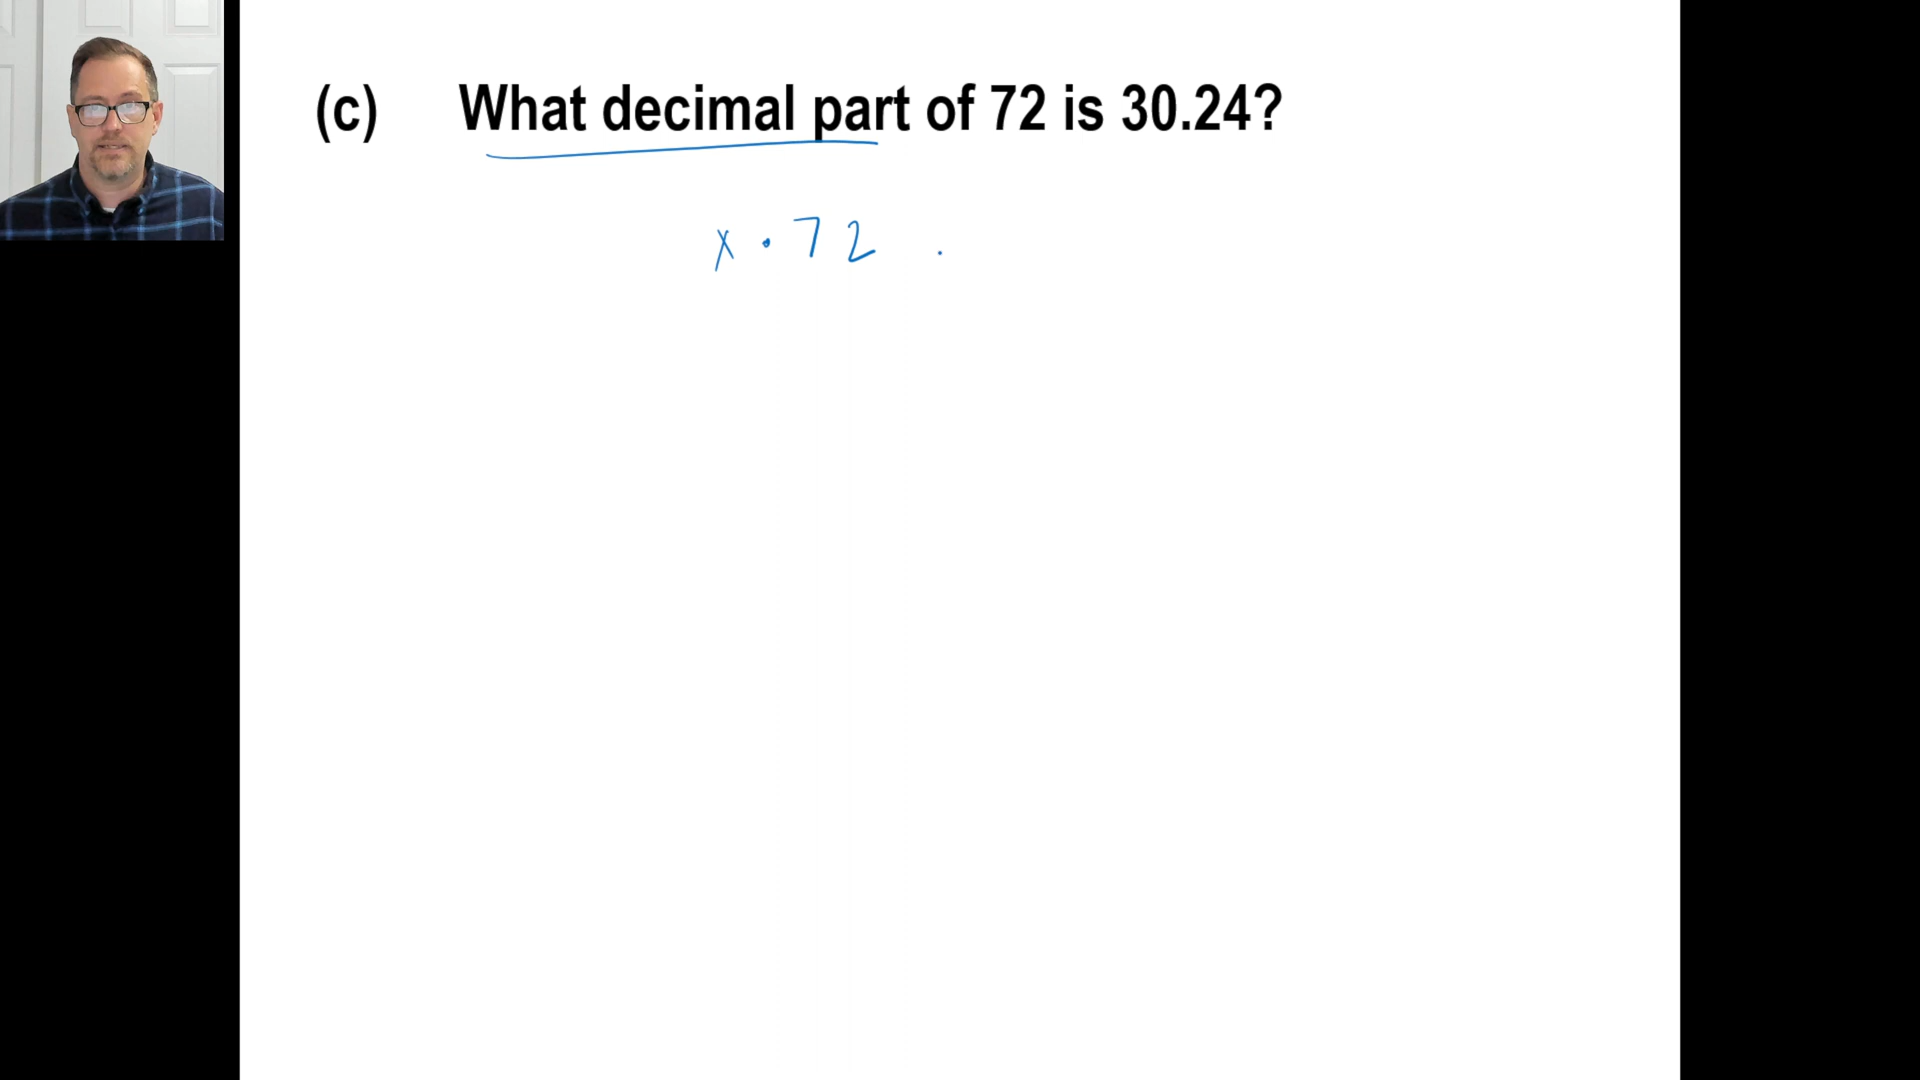 (c) What decimal part of 72 is 30.24?
x · 72 .